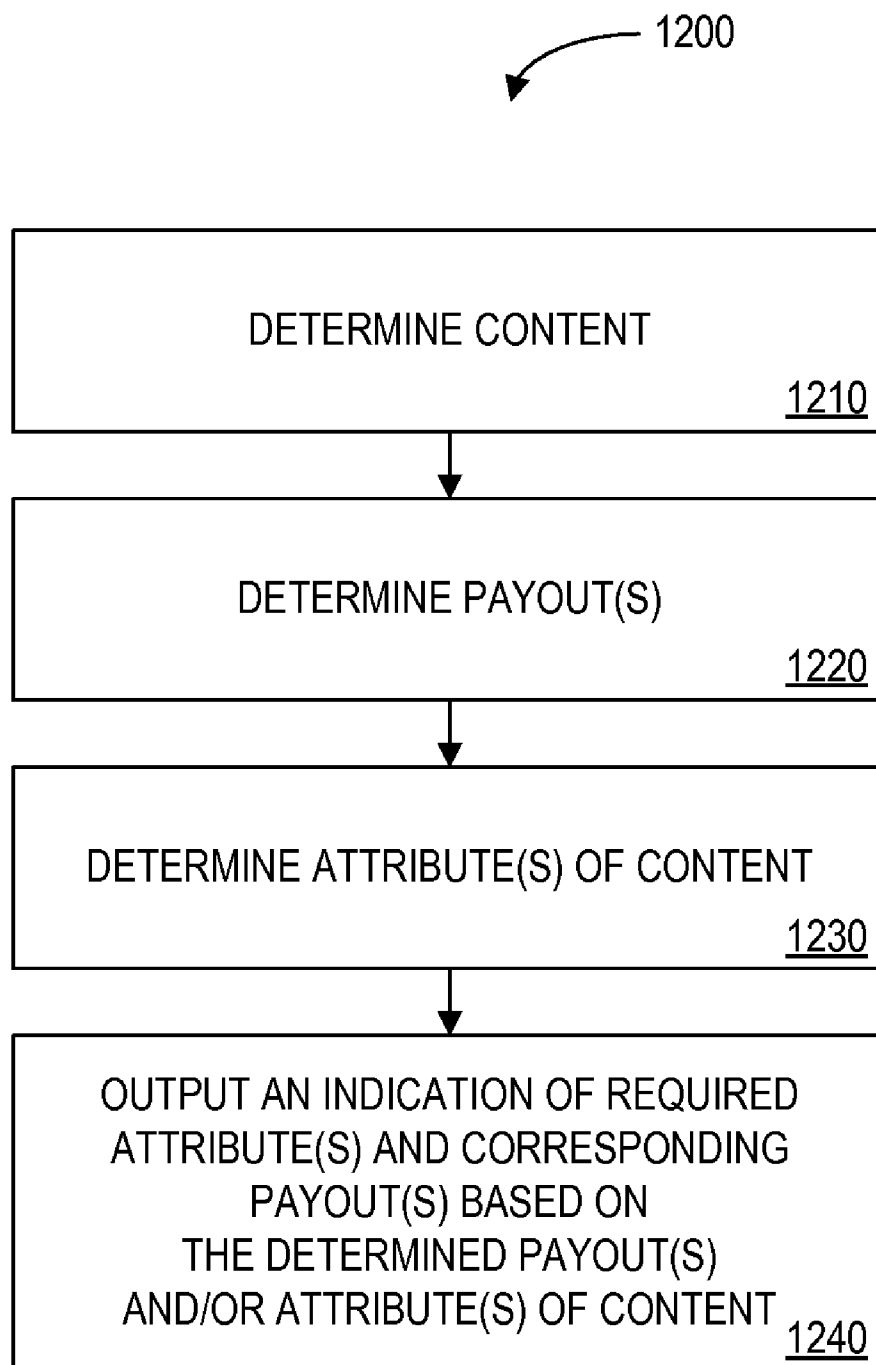 1200
DETERMINE CONTENT
1210
DETERMINE PAYOUT(S)
1220
DETERMINE ATTRIBUTE(S) OF CONTENT
1230
OUTPUT AN INDICATION OF REQUIRED
ATTRIBUTE(S) AND CORRESPONDING
PAYOUT(S) BASED ON
THE DETERMINED PAYOUT(S)
AND/OR ATTRIBUTE(S) OF CONTENT
1240